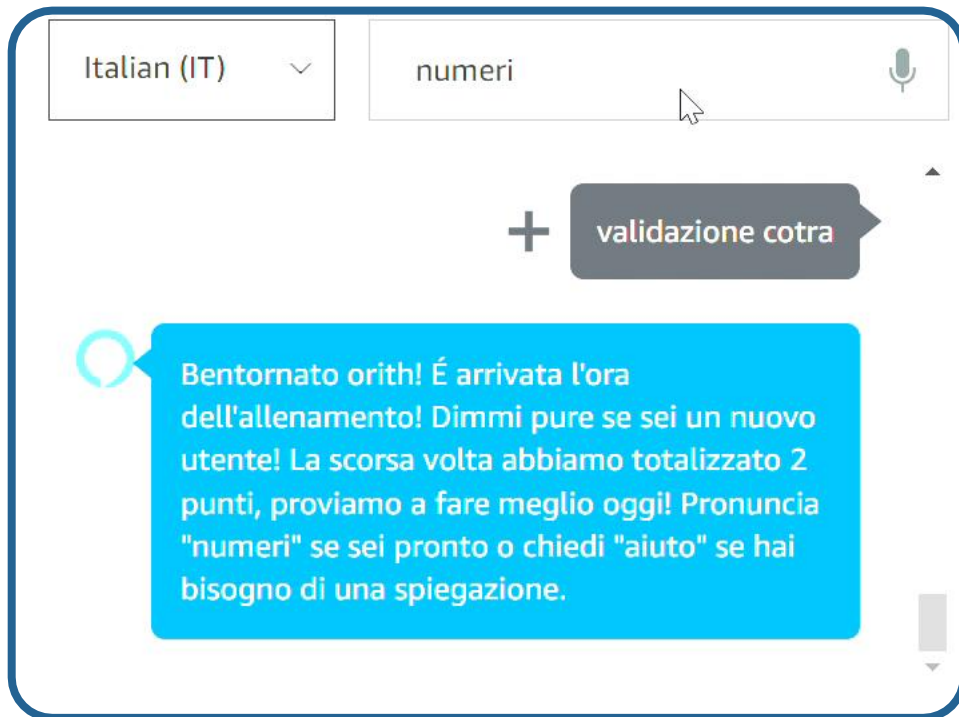 Italian (IT)
numeri
validazione cotra
Bentornato orith! É arrivata l'ora
dell'allenamento! Dimmi pure se sei un nuovo
utente! La scorsa volta abbiamo totalizzato 2
punti, proviamo a fare meglio oggi! Pronuncia
"numeri" se sei pronto o chiedi "aiuto" se hai
bisogno di una spiegazione.